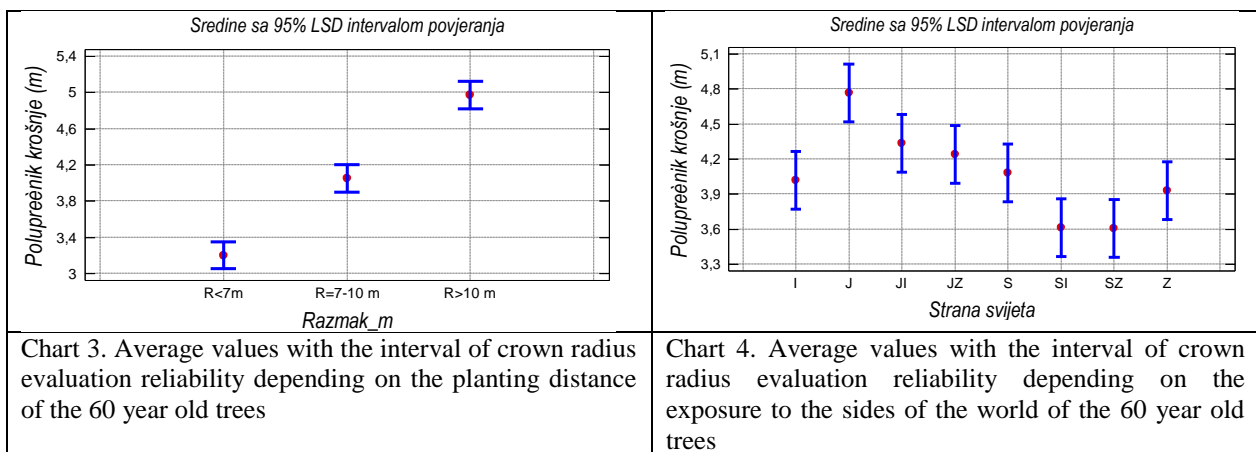 Sredine sa 95% LSD intervalom povjeranja
Polupreènik krošnje (m)
5,4
5
4,6
4,2
3,8
3,4
3
R<7m R=7-10 m R>10 m
Razmak_m
Chart 3. Average values with the interval of crown radius
evaluation reliability depending on the planting distance
of the 60 year old trees
Sredine sa 95% LSD intervalom povjeranja
Polupreènik krošnje (m)
5,1
4,8
4,5
4,2
3,9
3,6
3,3
I J JI JZ S SI SZ Z
Strana svijeta
Chart 4. Average values with the interval of crown
radius evaluation reliability depending on the
exposure to the sides of the world of the 60 year old
trees